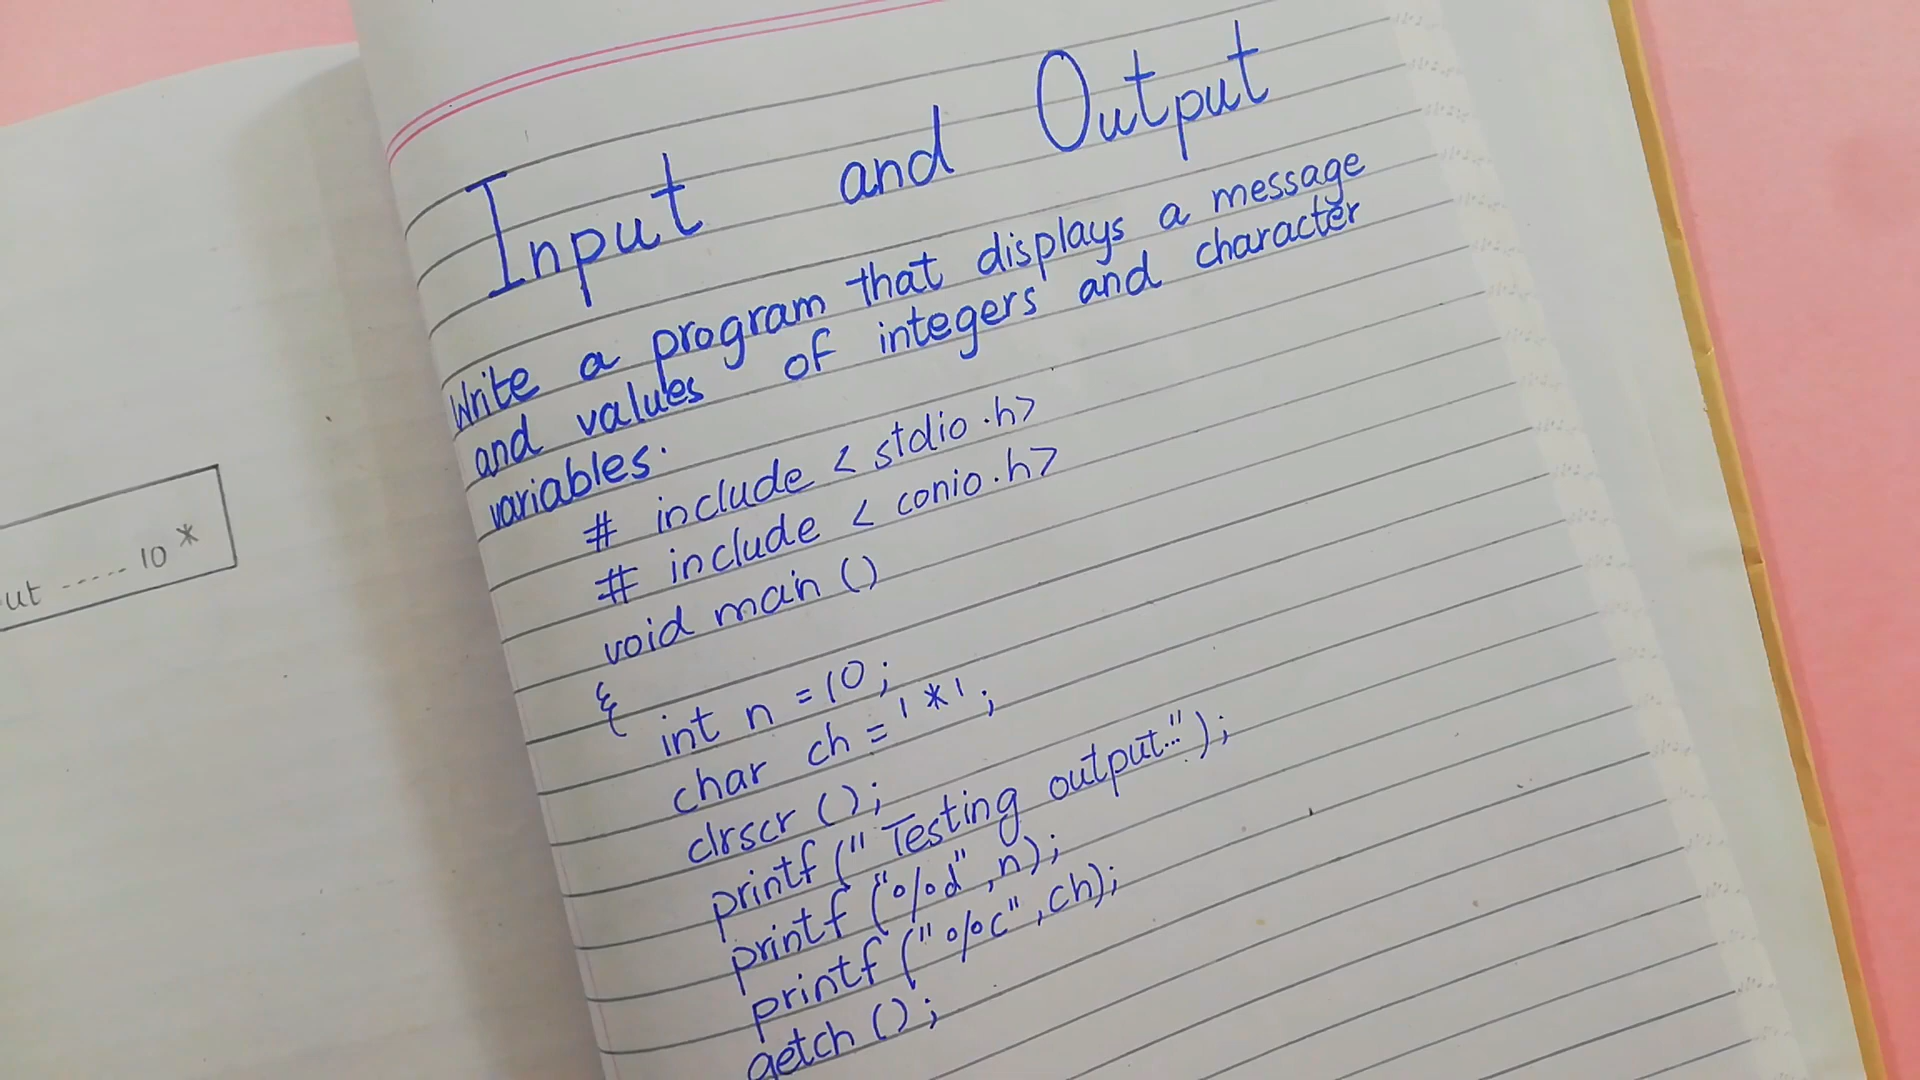 ut ----- 10 *
Input and Output
Write a program that displays a message
and values of integers and character
variables.
# include < stdio.h>
# include < conio.h>
void main ()
{
int n = 10;
char ch = '*';
clrscr ();
printf (" Testing output..." );
printf ("%d" ,n);
printf ("%c" ,ch);
getch ();